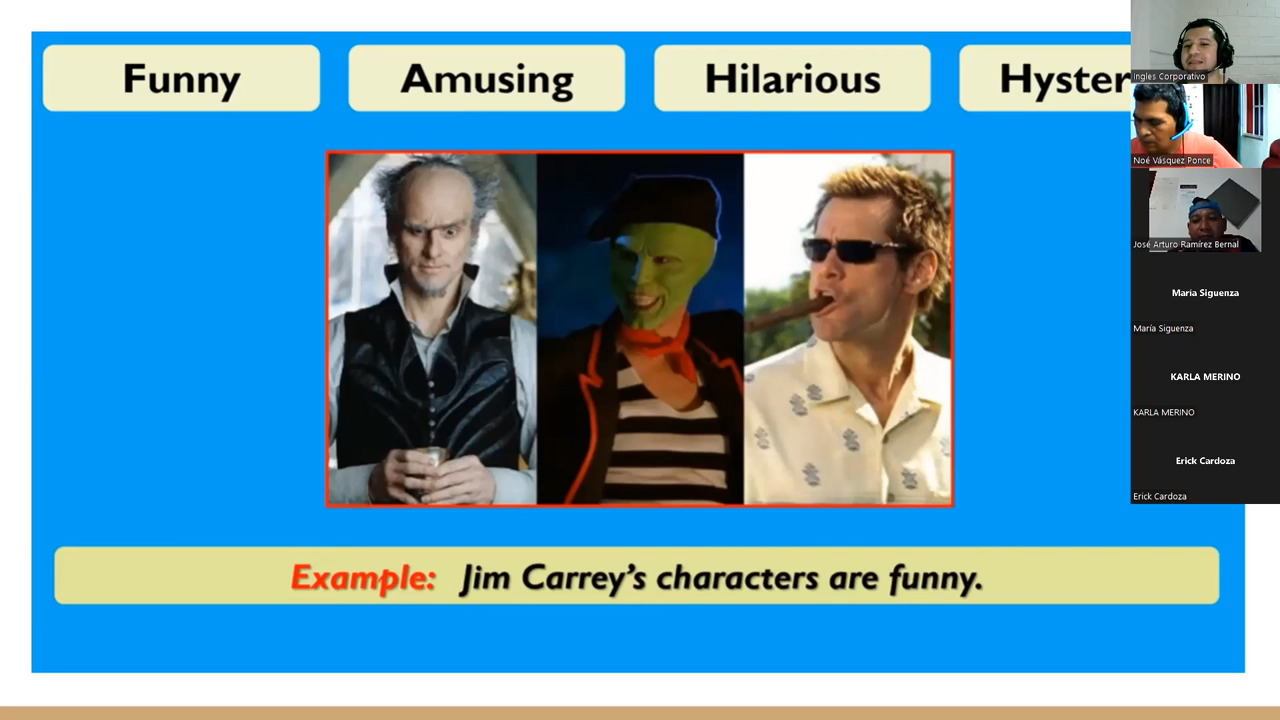 Funny
Amusing
Hilarious
Hyster
Example: Jim Carrey's characters are funny.
Ingles Corporativo
Noé Vásquez Ponce
José Arturo Ramírez Bernal
María Siguenza
María Siguenza
KARLA MERINO
KARLA MERINO
Erick Cardoza
Erick Cardoza